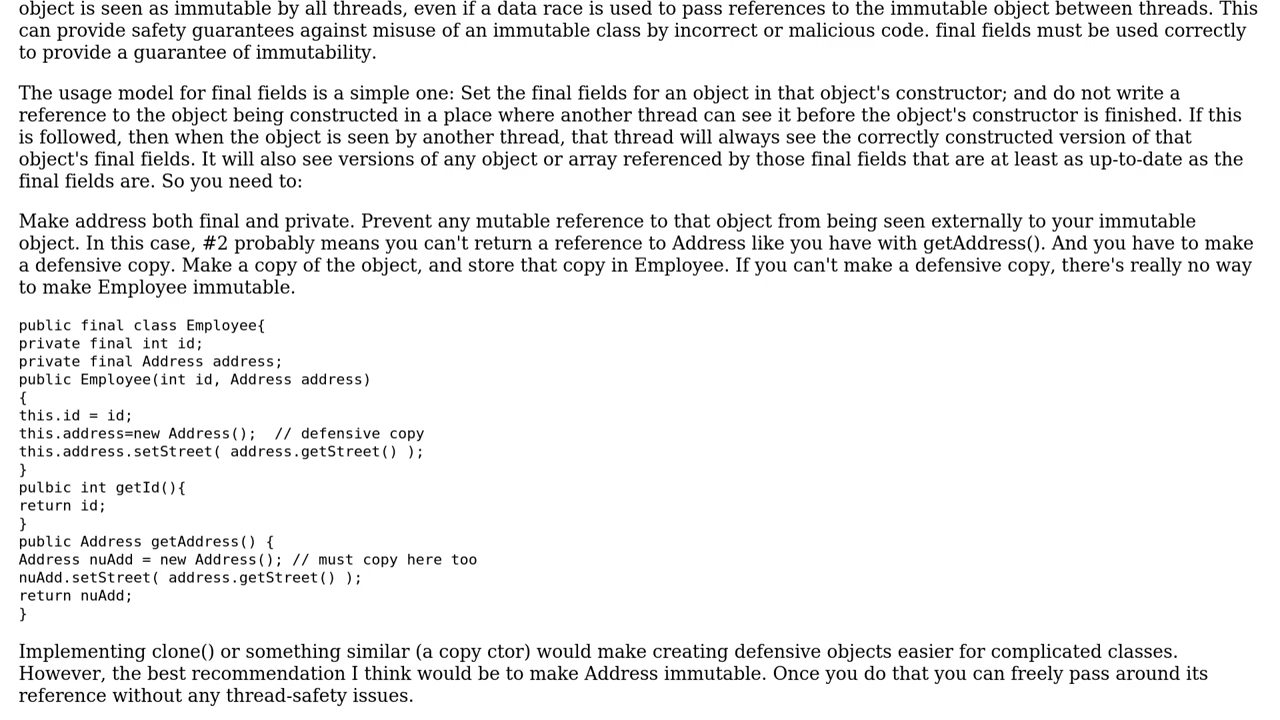 object is seen as immutable by all threads, even if a data race is used to pass references to the immutable object between threads. This
can provide safety guarantees against misuse of an immutable class by incorrect or malicious code. final fields must be used correctly
to provide a guarantee of immutability.
The usage model for final fields is a simple one: Set the final fields for an object in that object's constructor; and do not write a
reference to the object being constructed in a place where another thread can see it before the object's constructor is finished. If this
is followed, then when the object is seen by another thread, that thread will always see the correctly constructed version of that
object's final fields. It will also see versions of any object or array referenced by those final fields that are at least as up-to-date as the
final fields are. So you need to:
Make address both final and private. Prevent any mutable reference to that object from being seen externally to your immutable
object. In this case, #2 probably means you can't return a reference to Address like you have with getAddress(). And you have to make
a defensive copy. Make a copy of the object, and store that copy in Employee. If you can't make a defensive copy, there's really no way
to make Employee immutable.
public final class Employee{
private final int id;
private final Address address;
public Employee(int id, Address address)
{
this.id = id;
this.address=new Address();  // defensive copy
this.address.setStreet( address.getStreet() );
}
pulbic int getId(){
return id;
}
public Address getAddress() {
Address nuAdd = new Address(); // must copy here too
nuAdd.setStreet( address.getStreet() );
return nuAdd;
}
Implementing clone() or something similar (a copy ctor) would make creating defensive objects easier for complicated classes.
However, the best recommendation I think would be to make Address immutable. Once you do that you can freely pass around its
reference without any thread-safety issues.